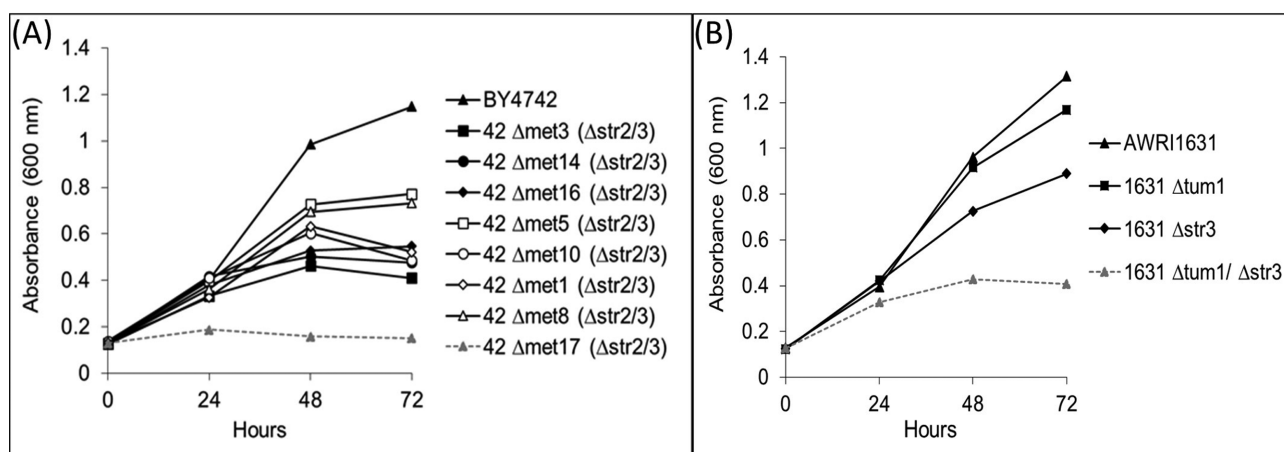 (A)
1.4
1.2
1
0.8
0.6
0.4
0.2
0
Absorbance (600 nm)
0 24 48 72
Hours
BY4742
42 Δmet3 (Δstr2/3)
42 Δmet14 (Δstr2/3)
42 Δmet16 (Δstr2/3)
42 Δmet5 (Δstr2/3)
42 Δmet10 (Δstr2/3)
42 Δmet1 (Δstr2/3)
42 Δmet8 (Δstr2/3)
42 Δmet17 (Δstr2/3)
(B)
1.4
1.2
1
0.8
0.6
0.4
0.2
0
Absorbance (600 nm)
0 24 48 72
Hours
AWRI1631
1631 Δtum1
1631 Δstr3
1631 Δtum1/ Δstr3